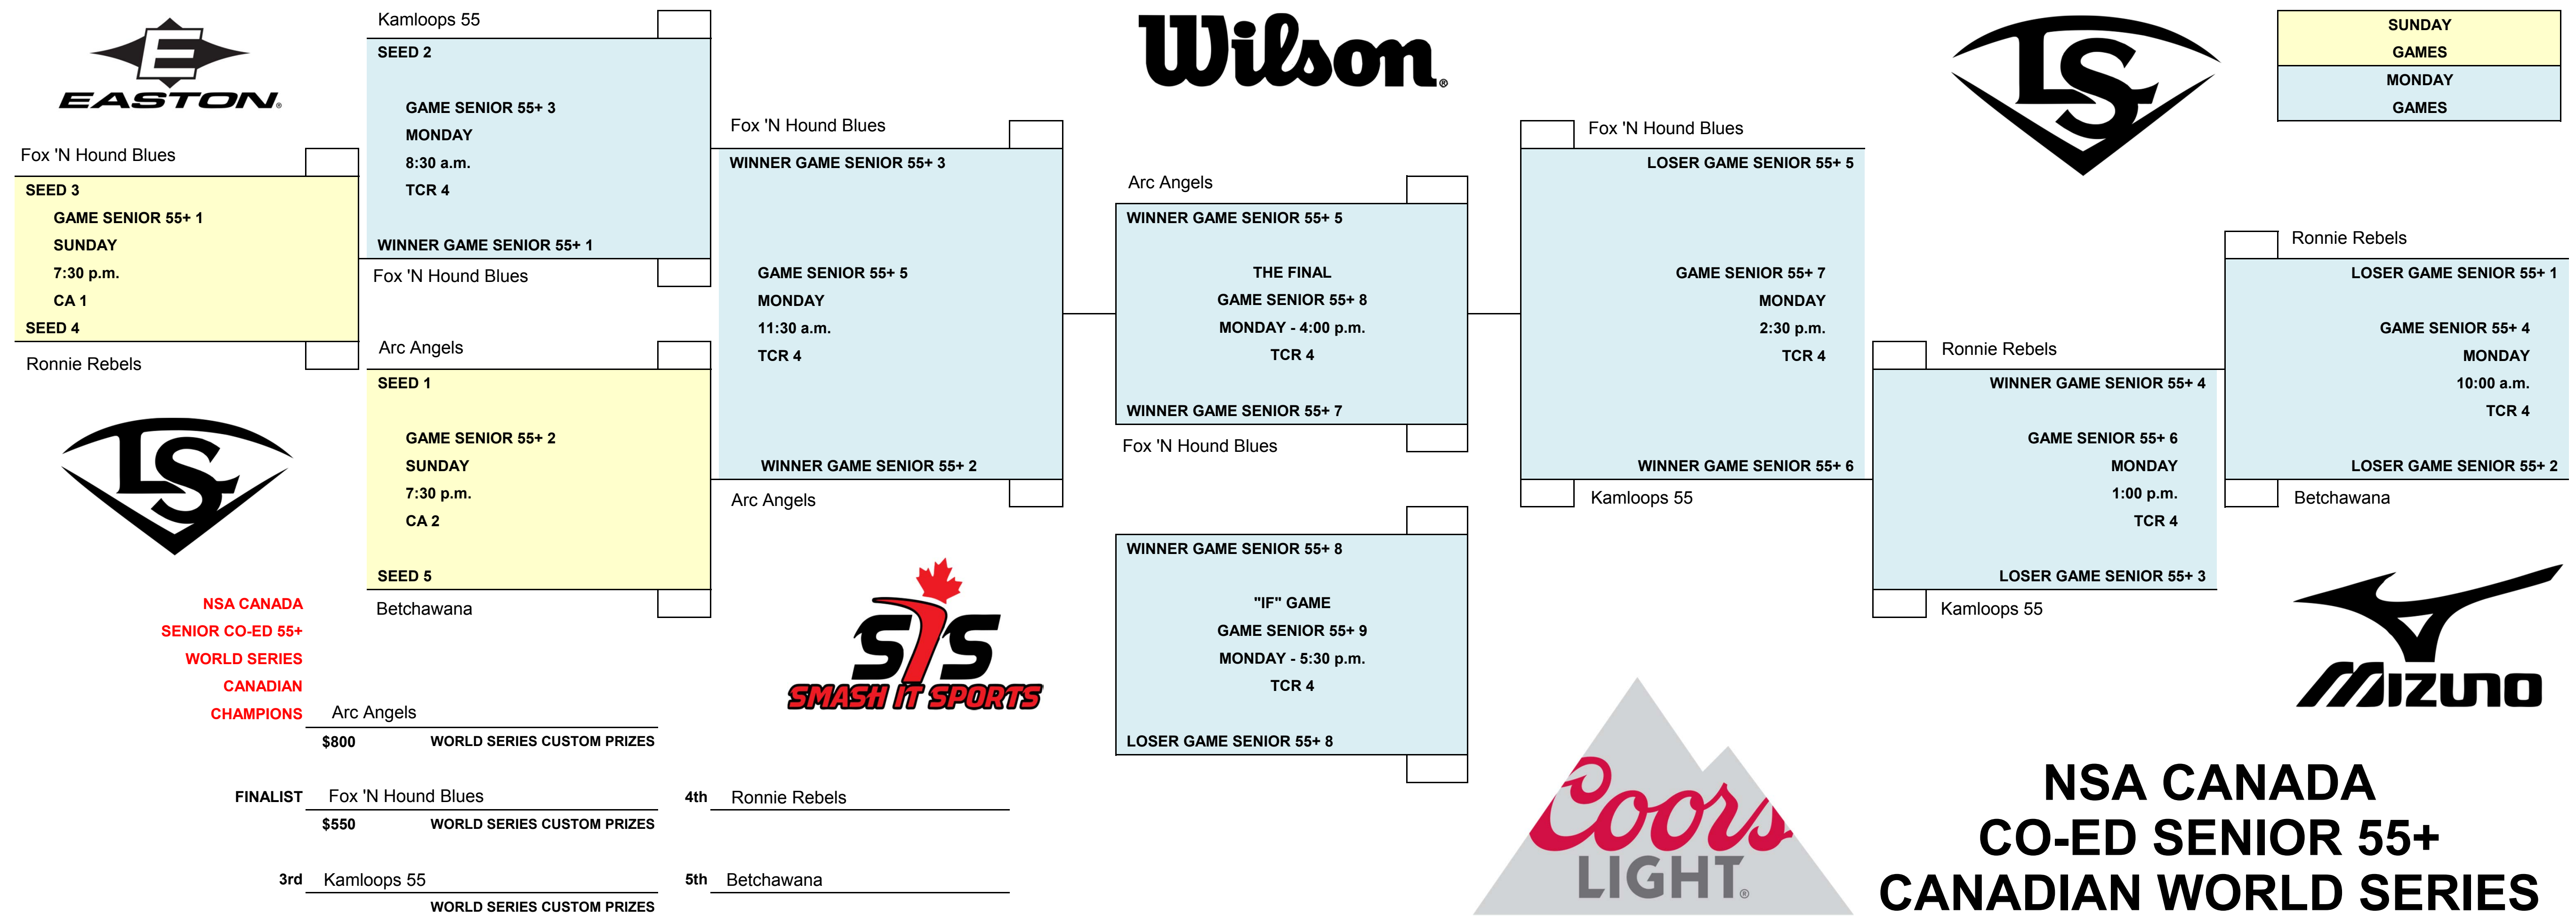 EASTON®
Kamloops 55
SEED 2
GAME SENIOR 55+ 3
MONDAY
8:30 a.m.
TCR 4
WINNER GAME SENIOR 55+ 1
Fox 'N Hound Blues
Fox 'N Hound Blues
SEED 3
GAME SENIOR 55+ 1
SUNDAY
7:30 p.m.
CA 1
SEED 4
Ronnie Rebels
Arc Angels
SEED 1
GAME SENIOR 55+ 2
SUNDAY
7:30 p.m.
CA 2
SEED 5
Betchawana
Fox 'N Hound Blues
WINNER GAME SENIOR 55+ 3
GAME SENIOR 55+ 5
MONDAY
11:30 a.m.
TCR 4
WINNER GAME SENIOR 55+ 2
Arc Angels
Wilson®
Arc Angels
WINNER GAME SENIOR 55+ 5
THE FINAL
GAME SENIOR 55+ 8
MONDAY - 4:00 p.m.
TCR 4
WINNER GAME SENIOR 55+ 7
Fox 'N Hound Blues
WINNER GAME SENIOR 55+ 8
"IF" GAME
GAME SENIOR 55+ 9
MONDAY - 5:30 p.m.
TCR 4
LOSER GAME SENIOR 55+ 8
Fox 'N Hound Blues
LOSER GAME SENIOR 55+ 5
GAME SENIOR 55+ 7
MONDAY
2:30 p.m.
TCR 4
WINNER GAME SENIOR 55+ 6
Kamloops 55
LS
SUNDAY
GAMES
MONDAY
GAMES
Ronnie Rebels
WINNER GAME SENIOR 55+ 4
GAME SENIOR 55+ 6
MONDAY
1:00 p.m.
TCR 4
LOSER GAME SENIOR 55+ 3
Kamloops 55
Ronnie Rebels
LOSER GAME SENIOR 55+ 1
GAME SENIOR 55+ 4
MONDAY
10:00 a.m.
TCR 4
LOSER GAME SENIOR 55+ 2
Betchawana
LS
NSA CANADA
SENIOR CO-ED 55+
WORLD SERIES
CANADIAN
CHAMPIONS
Arc Angels
$800 WORLD SERIES CUSTOM PRIZES
FINALIST Fox 'N Hound Blues
$550 WORLD SERIES CUSTOM PRIZES
3rd Kamloops 55
WORLD SERIES CUSTOM PRIZES
4th Ronnie Rebels
5th Betchawana
SIS
SMASH IT SPORTS
Coors
LIGHT®
MIZUNO
NSA CANADA
CO-ED SENIOR 55+
CANADIAN WORLD SERIES